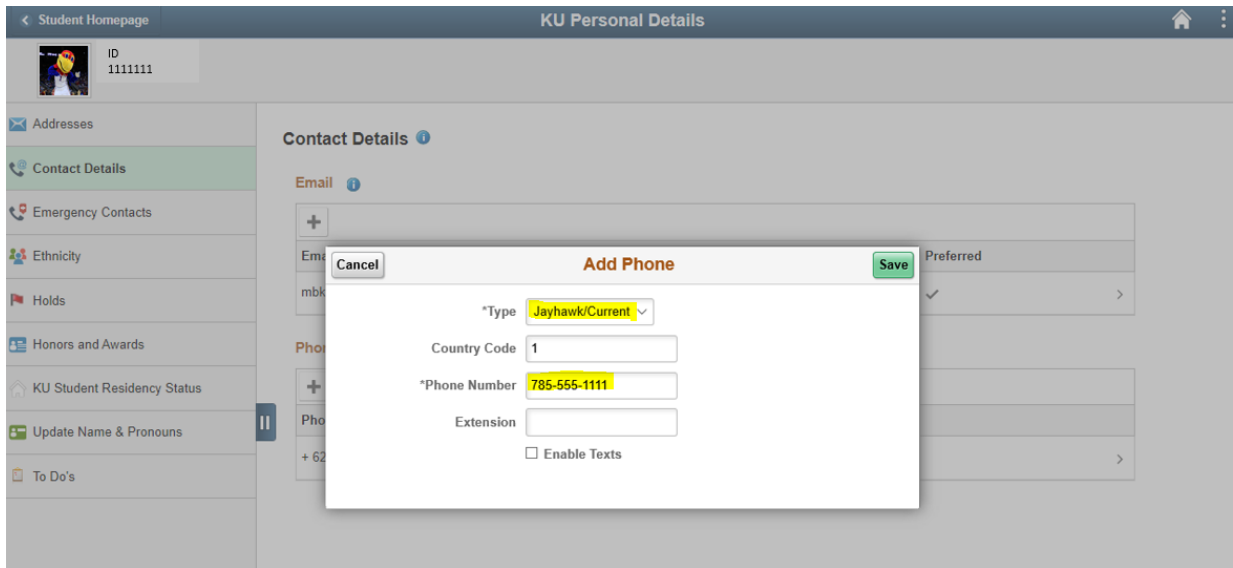 Student Homepage
KU Personal Details
ID
1111111
Addresses
Contact Details
Emergency Contacts
Ethnicity
Holds
Honors and Awards
KU Student Residency Status
Update Name & Pronouns
To Do's
Contact Details
Email
Preferred
Cancel
Add Phone
Save
*Type Jayhawk/Current
Country Code 1
*Phone Number 785-555-1111
Extension
Enable Texts
+ 62